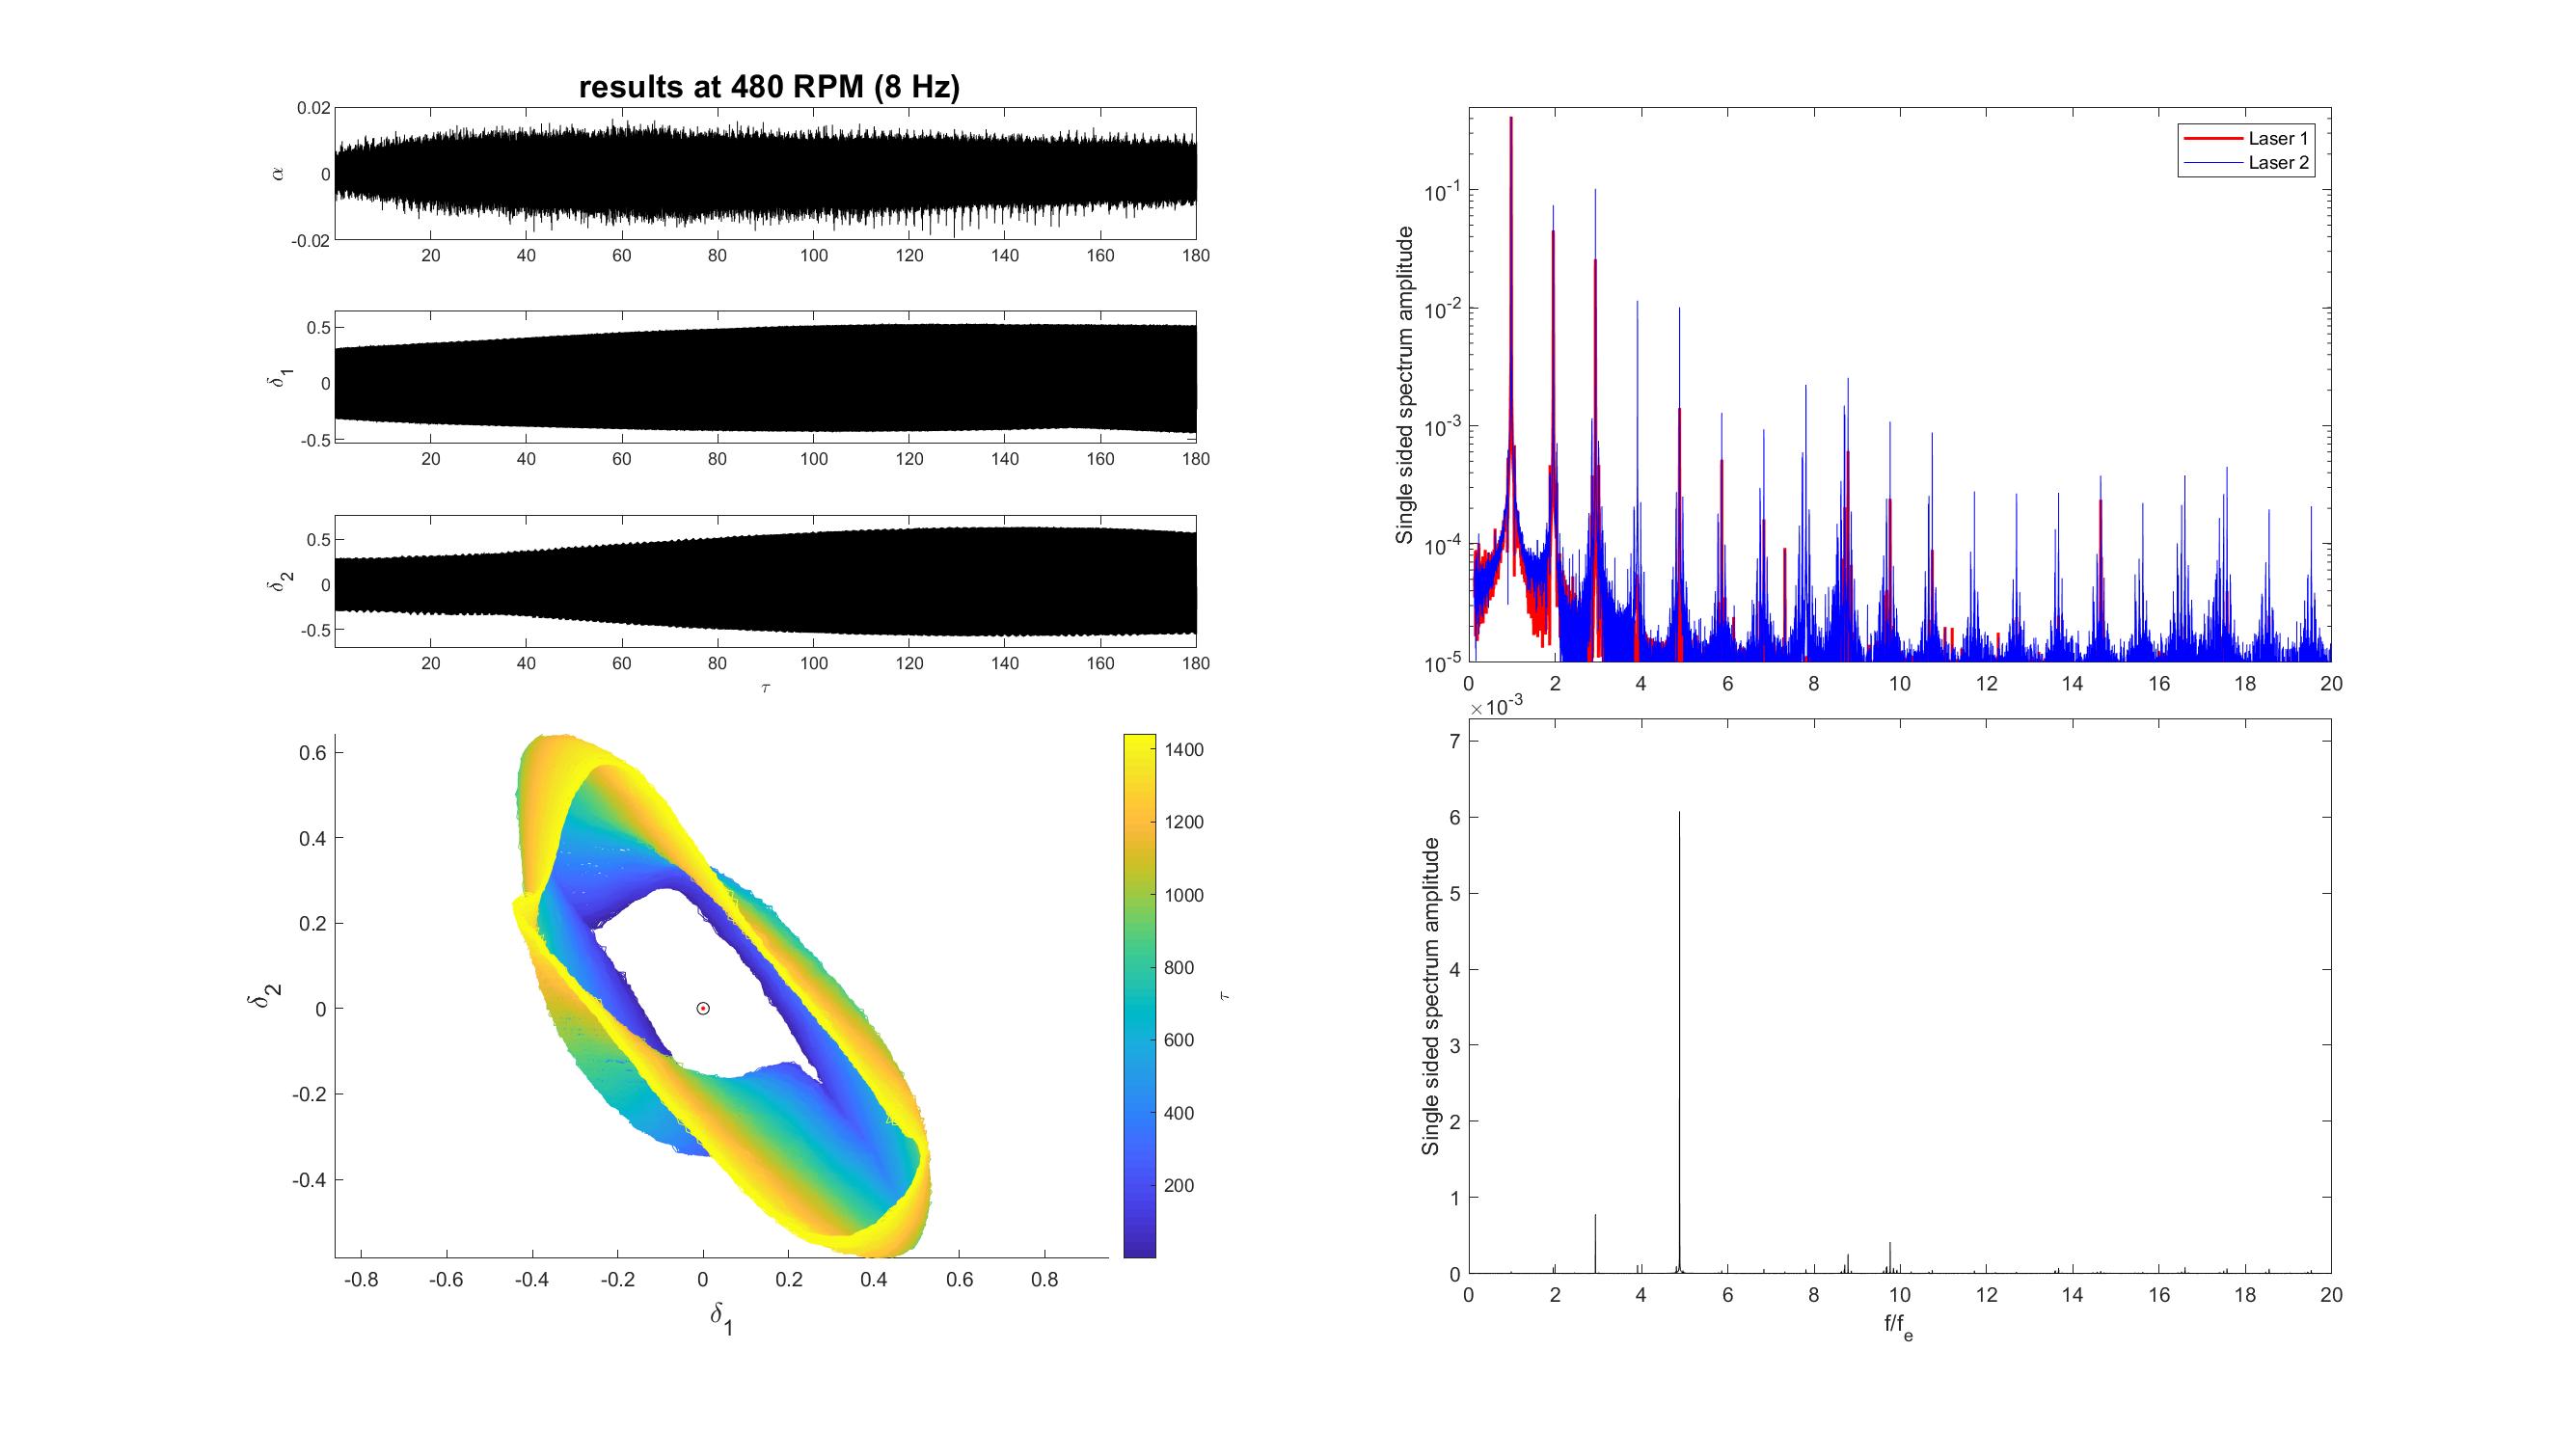 results at 480 RPM (8 Hz)
0.02
0
-0.02
α
20 40 60 80 100 120 140 160 180
0.5
0
-0.5
δ1
20 40 60 80 100 120 140 160 180
0.5
0
-0.5
δ2
20 40 60 80 100 120 140 160 180
τ
0.6
0.4
0.2
0
-0.2
-0.4
δ2
-0.8 -0.6 -0.4 -0.2 0 0.2 0.4 0.6 0.8
δ1
1400
1200
1000
800
600
400
200
τ
Laser 1
Laser 2
10-1
10-2
10-3
10-4
10-5
Single sided spectrum amplitude
0 2 4 6 8 10 12 14 16 18 20
×10-3
7
6
5
4
3
2
1
0
Single sided spectrum amplitude
0 2 4 6 8 10 12 14 16 18 20
f/fe